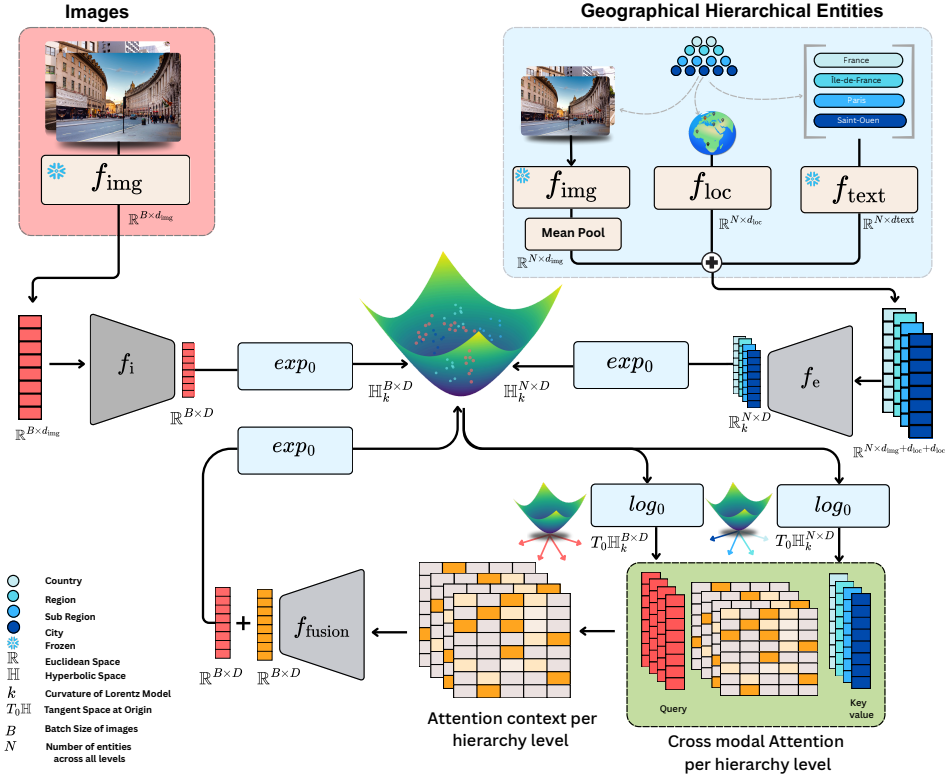 Images
Geographical Hierarchical Entities
France
Île-de-France
Paris
Saint-Ouen
f_img
ℝ^{B×d_img}
f_img
f_loc
f_text
Mean Pool
ℝ^{N×d_img}
ℝ^{N×d_loc}
ℝ^{N×dtext}
+
f_i
exp_0
ℍ_k^{B×D}
ℍ_k^{N×D}
exp_0
f_e
ℝ^{B×d_img}
ℝ^{B×D}
ℝ_k^{N×D}
ℝ^{N×d_img+d_loc+d_loc}
exp_0
log_0
log_0
T_0ℍ_k^{B×D}
T_0ℍ_k^{N×D}
Country
Region
Sub Region
City
Frozen
ℝ Euclidean Space
ℍ Hyperbolic Space
k Curvature of Lorentz Model
T_0ℍ Tangent Space at Origin
B Batch Size of images
N Number of entities
across all levels
+
f_fusion
ℝ^{B×D}
ℝ^{B×D}
Query
Key
value
Attention context per
hierarchy level
Cross modal Attention
per hierarchy level